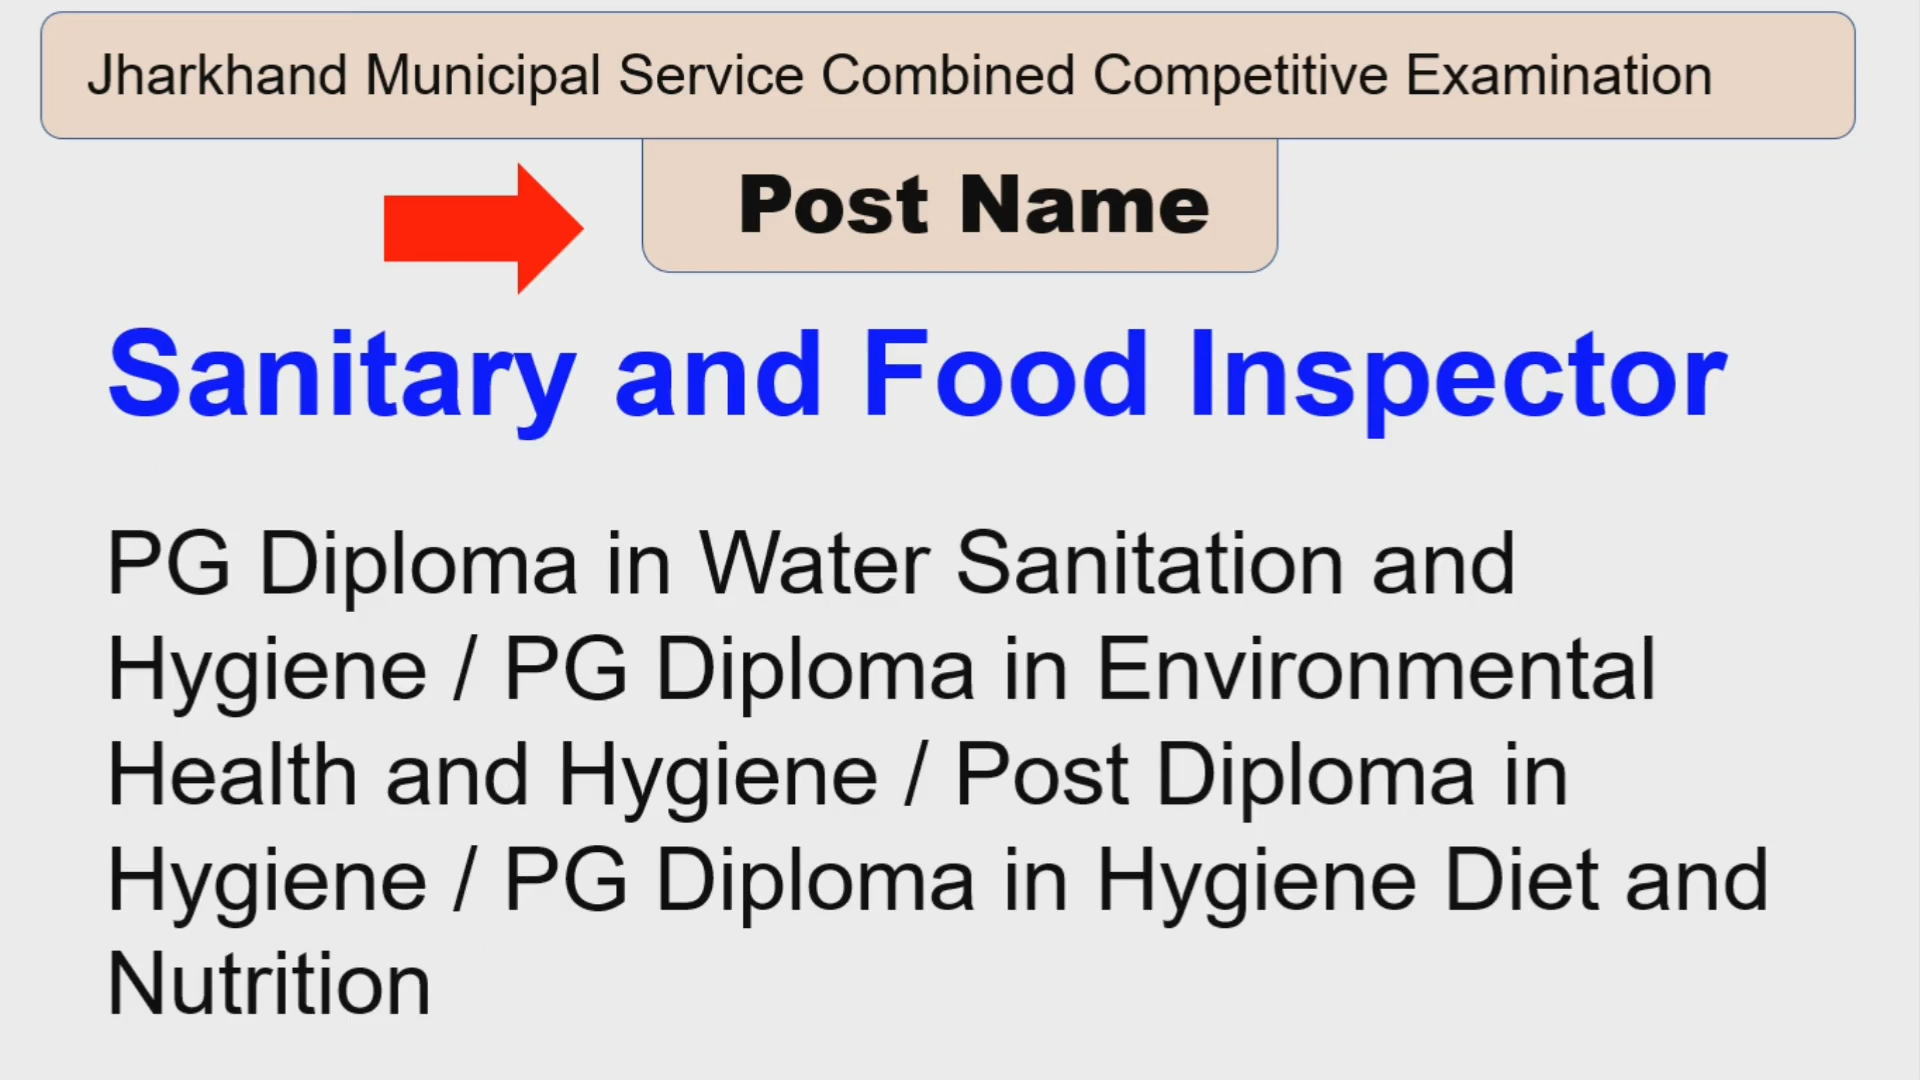 Jharkhand Municipal Service Combined Competitive Examination
Post Name
Sanitary and Food Inspector
PG Diploma in Water Sanitation and
Hygiene / PG Diploma in Environmental
Health and Hygiene / Post Diploma in
Hygiene / PG Diploma in Hygiene Diet and
Nutrition